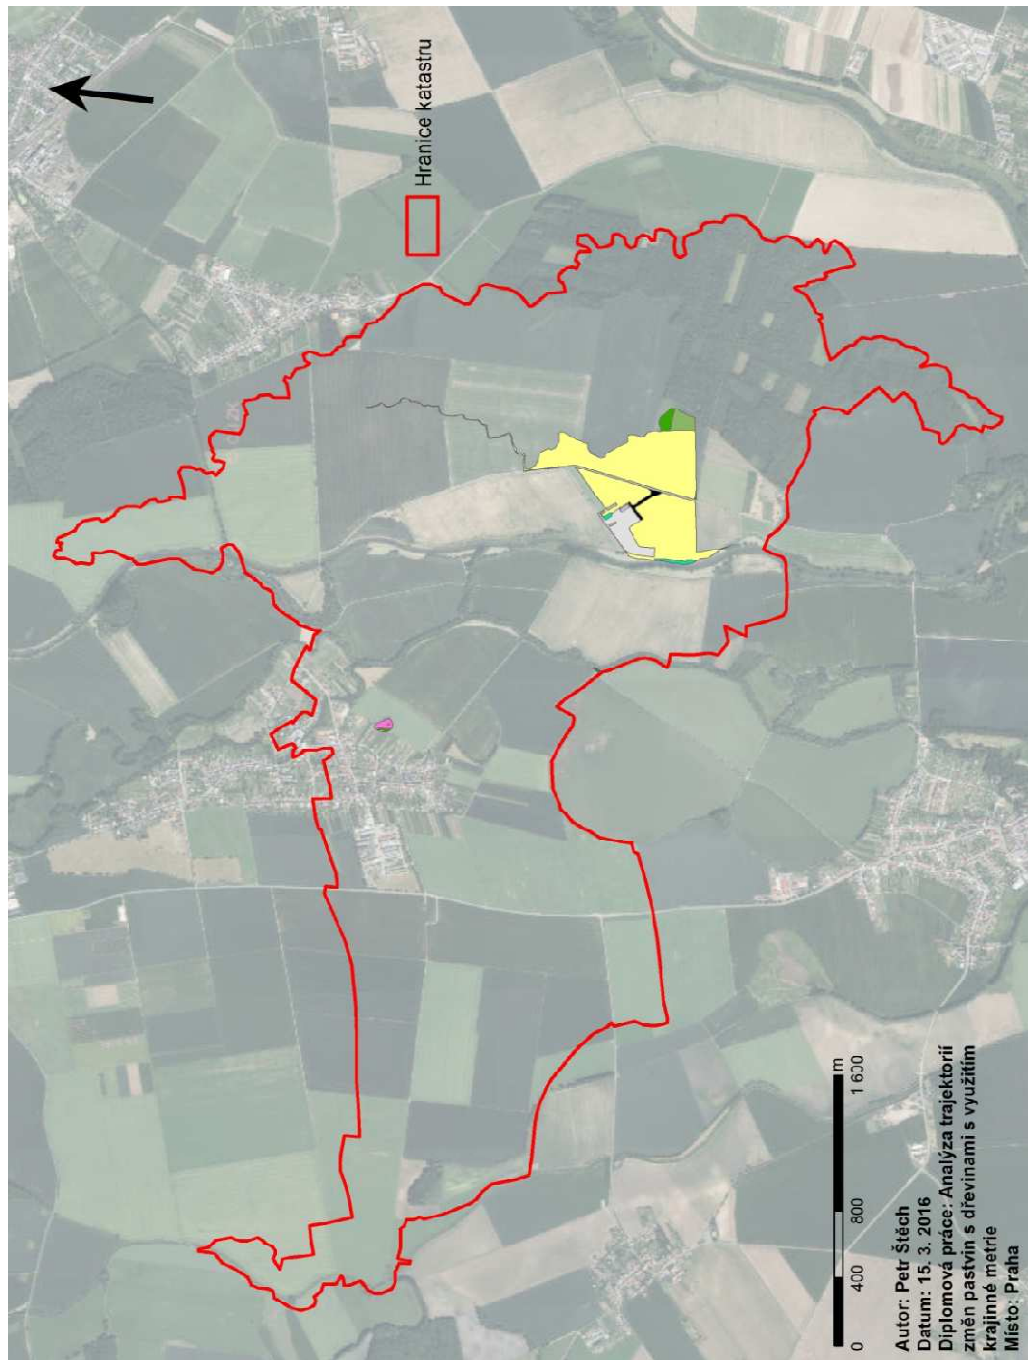 Hranice katastru
0 400 800 1 600
m
Autor: Petr Štěch
Datum: 15. 3. 2016
Diplomová práce: Analýza trajektorií
změn pastvin s dřevinami s využitím
krajinné metrie
Místo: Praha